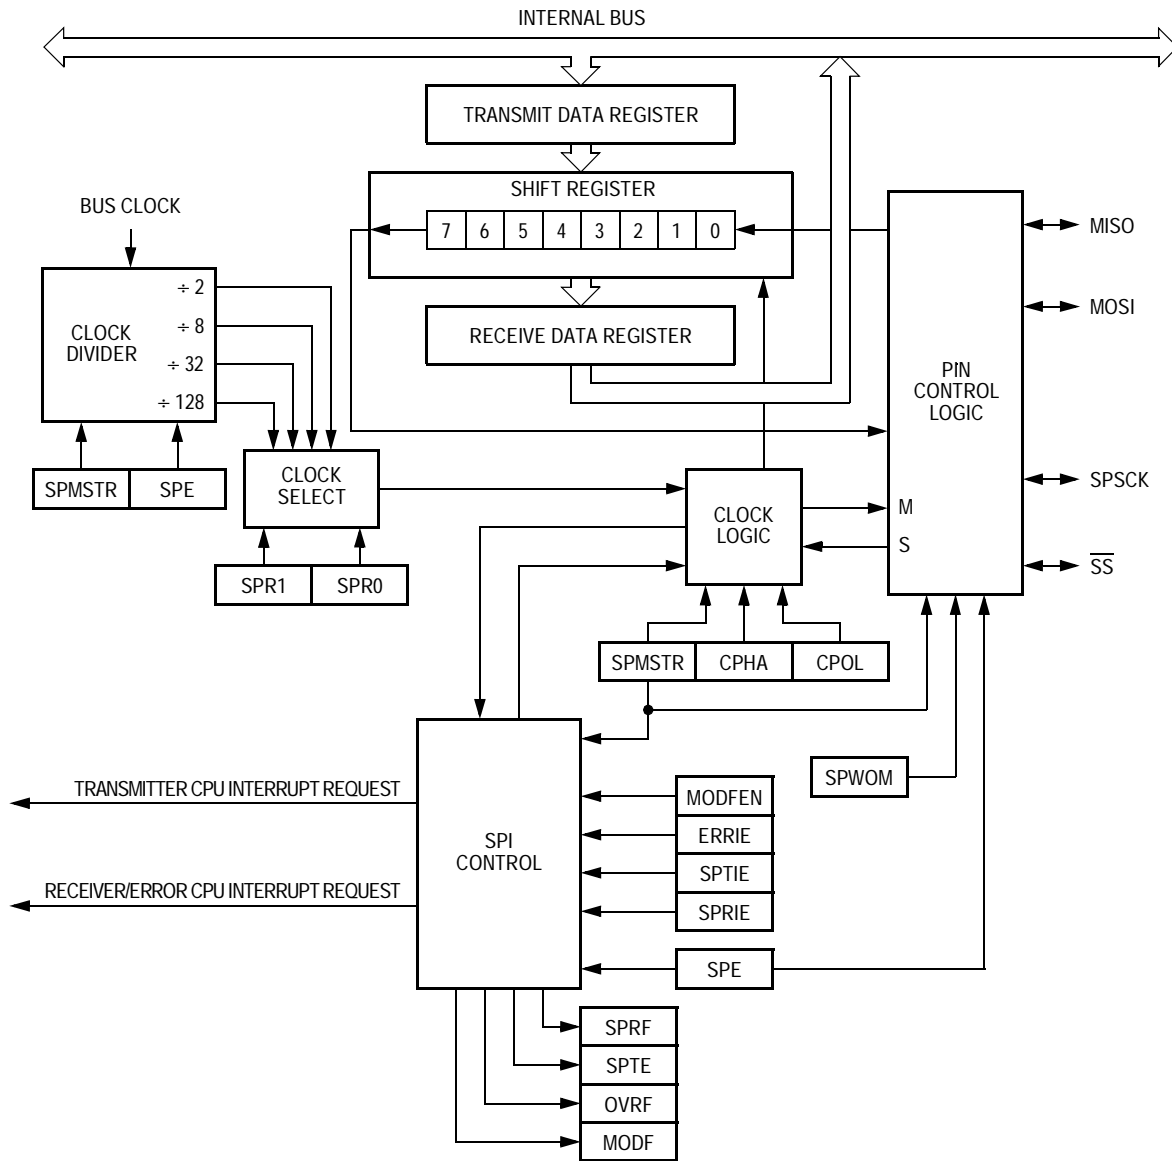 INTERNAL BUS
TRANSMIT DATA REGISTER
SHIFT REGISTER
7 6 5 4 3 2 1 0
RECEIVE DATA REGISTER
BUS CLOCK
CLOCK
DIVIDER
÷ 2
÷ 8
÷ 32
÷ 128
SPMSTR SPE
CLOCK
SELECT
SPR1 SPR0
CLOCK
LOGIC
SPMSTR CPHA CPOL
PIN
CONTROL
LOGIC
M
S
MISO
MOSI
SPSCK
SS
SPWOM
TRANSMITTER CPU INTERRUPT REQUEST
RECEIVER/ERROR CPU INTERRUPT REQUEST
SPI
CONTROL
MODFEN
ERRIE
SPTIE
SPRIE
SPE
SPRF
SPTE
OVRF
MODF